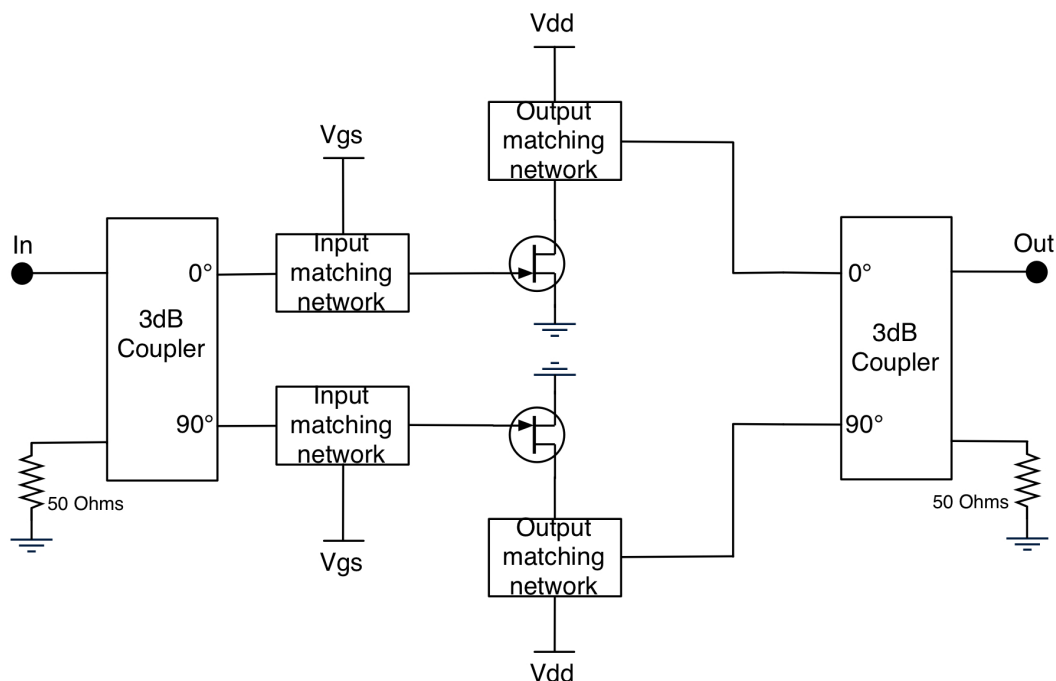 Vdd
Output
matching
network
Vgs
In
Input
matching
network
Out
0°
0°
3dB
Coupler
3dB
Coupler
90°
Input
matching
network
90°
50 Ohms
50 Ohms
Output
matching
network
Vgs
Vdd